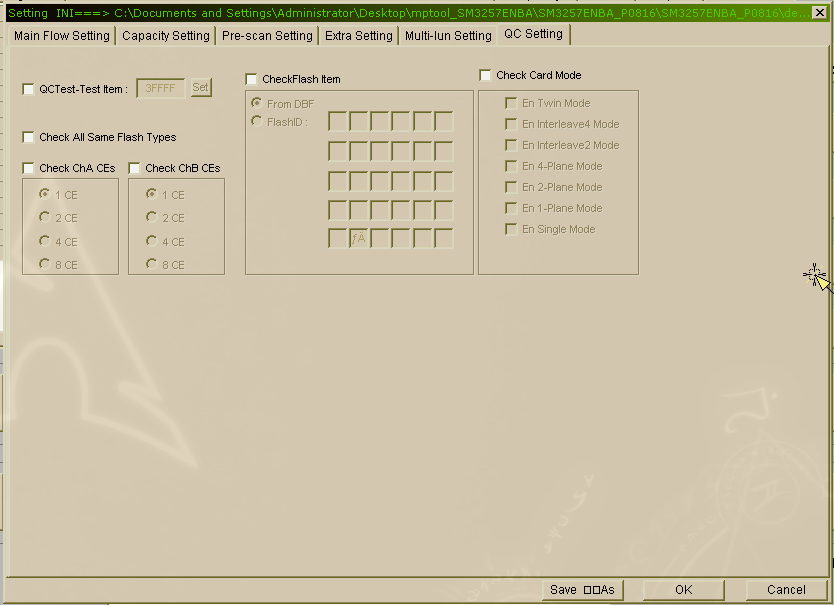 Setting INI===> C:\Documents and Settings\Administrator\Desktop\mptool_SM3257ENBA\SM3257ENBA_P0816\SM3257ENBA_P0816\de...
Main Flow Setting Capacity Setting Pre-scan Setting Extra Setting Multi-lun Setting QC Setting
QCTest-Test Item : 3FFFF Set
Check All Same Flash Types
Check ChA CEs
1 CE
2 CE
4 CE
8 CE
Check ChB CEs
1 CE
2 CE
4 CE
8 CE
CheckFlash Item
From DBF
FlashID :
ƒÄ
Check Card Mode
En Twin Mode
En Interleave4 Mode
En Interleave2 Mode
En 4-Plane Mode
En 2-Plane Mode
En 1-Plane Mode
En Single Mode
Save □□As OK Cancel